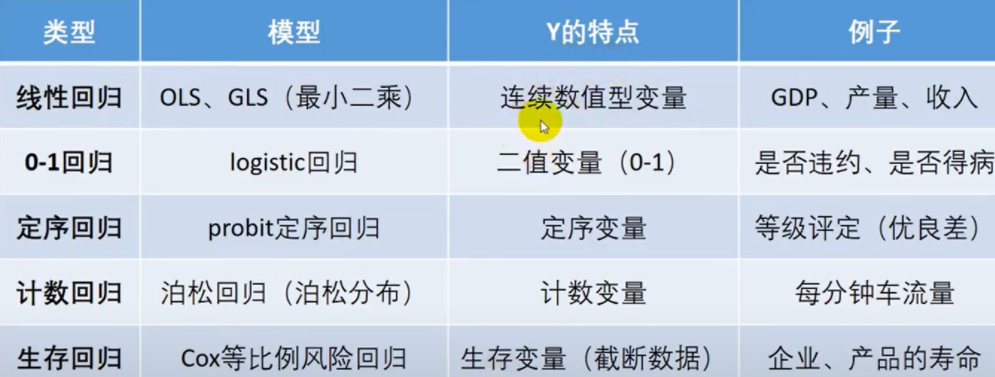 类型 模型 Y的特点 例子
线性回归 OLS、GLS（最小二乘） 连续数值型变量 GDP、产量、收入
0-1回归 logistic回归 二值变量（0-1） 是否违约、是否得病
定序回归 probit定序回归 定序变量 等级评定（优良差）
计数回归 泊松回归（泊松分布） 计数变量 每分钟车流量
生存回归 Cox等比例风险回归 生存变量（截断数据） 企业、产品的寿命